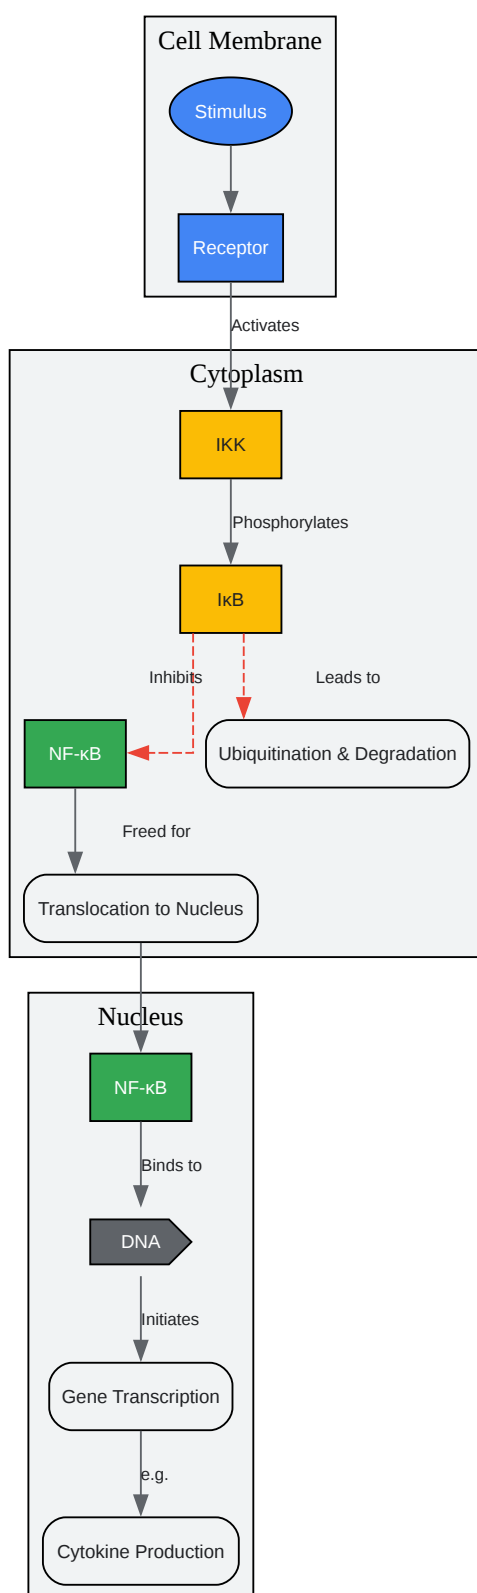 Cell Membrane
Stimulus
Receptor
Activates
Cytoplasm
IKK
Phosphorylates
IκB
Inhibits
Leads to
NF-κB
Ubiquitination & Degradation
Freed for
Translocation to Nucleus
Nucleus
NF-κB
Binds to
DNA
Initiates
Gene Transcription
e.g.
Cytokine Production